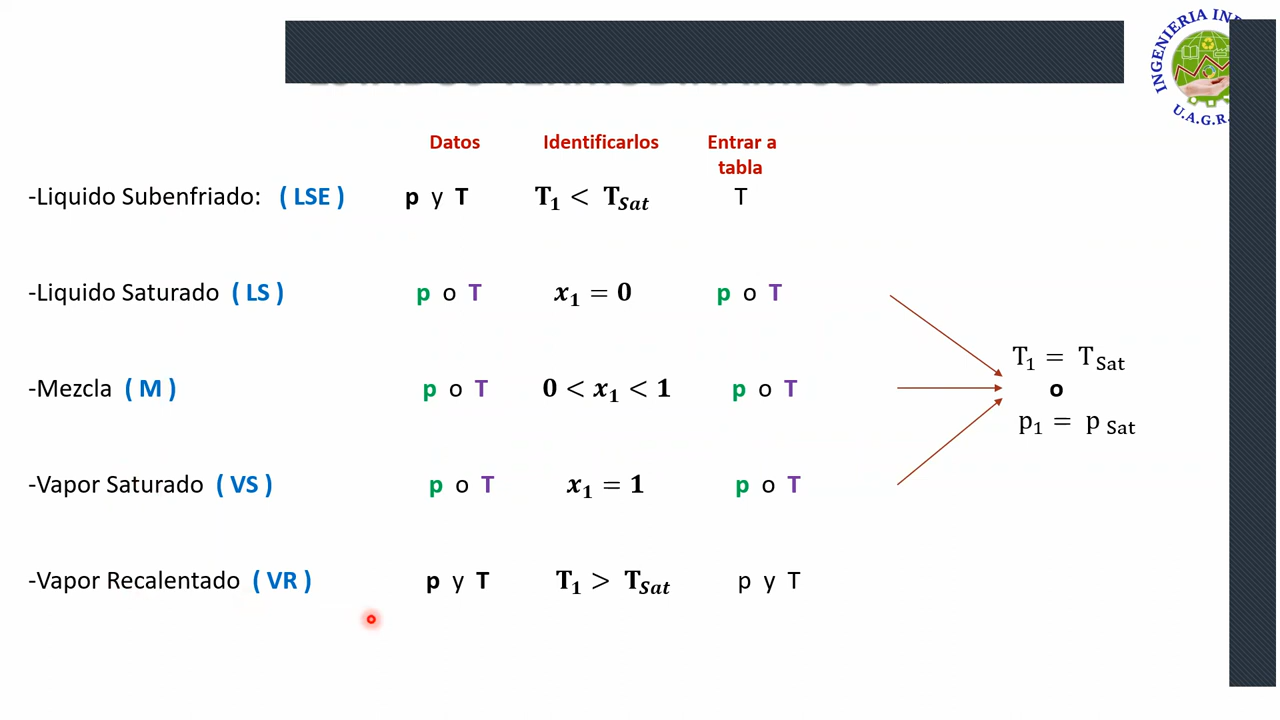 INGENIERIA IN
U.A.G.R.
Datos Identificarlos Entrar a
tabla
-Liquido Subenfriado: ( LSE ) p y T T₁ < T_Sat T
-Liquido Saturado ( LS ) p o T x₁ = 0 p o T
T₁ = T_Sat
-Mezcla ( M ) p o T 0 < x₁ < 1 p o T o
p₁ = p_Sat
-Vapor Saturado ( VS ) p o T x₁ = 1 p o T
-Vapor Recalentado ( VR ) p y T T₁ > T_Sat p y T